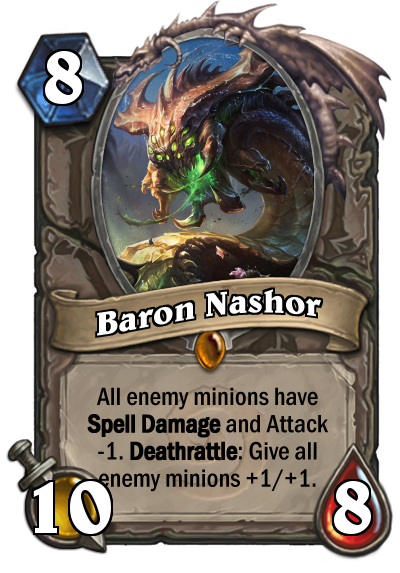 8
Baron Nashor
All enemy minions have
Spell Damage and Attack
-1. Deathrattle: Give all
enemy minions +1/+1.
10
8